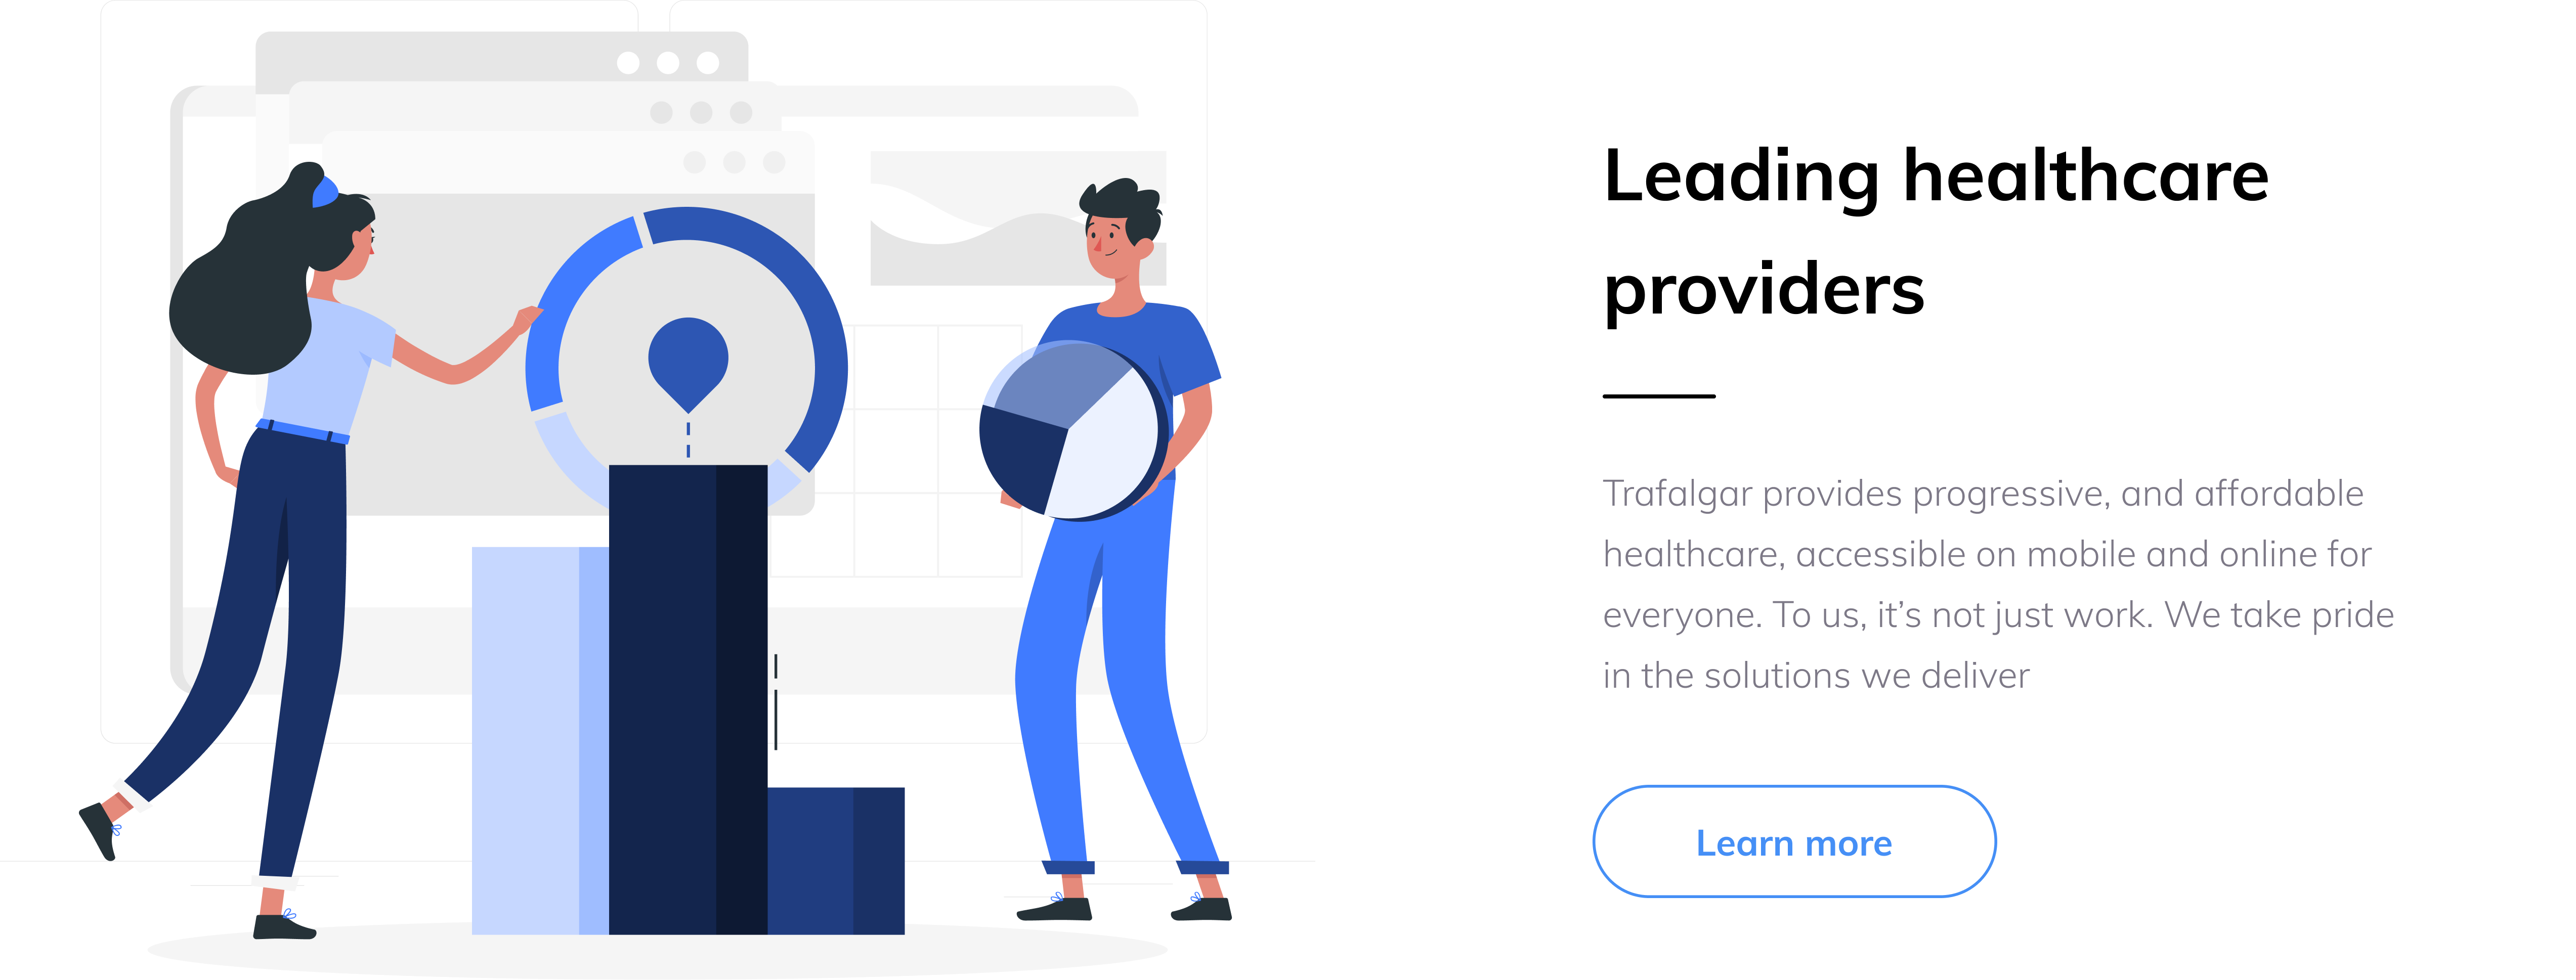 Leading healthcare
providers
Trafalgar provides progressive, and affordable
healthcare, accessible on mobile and online for
everyone. To us, it’s not just work. We take pride
in the solutions we deliver
Learn more